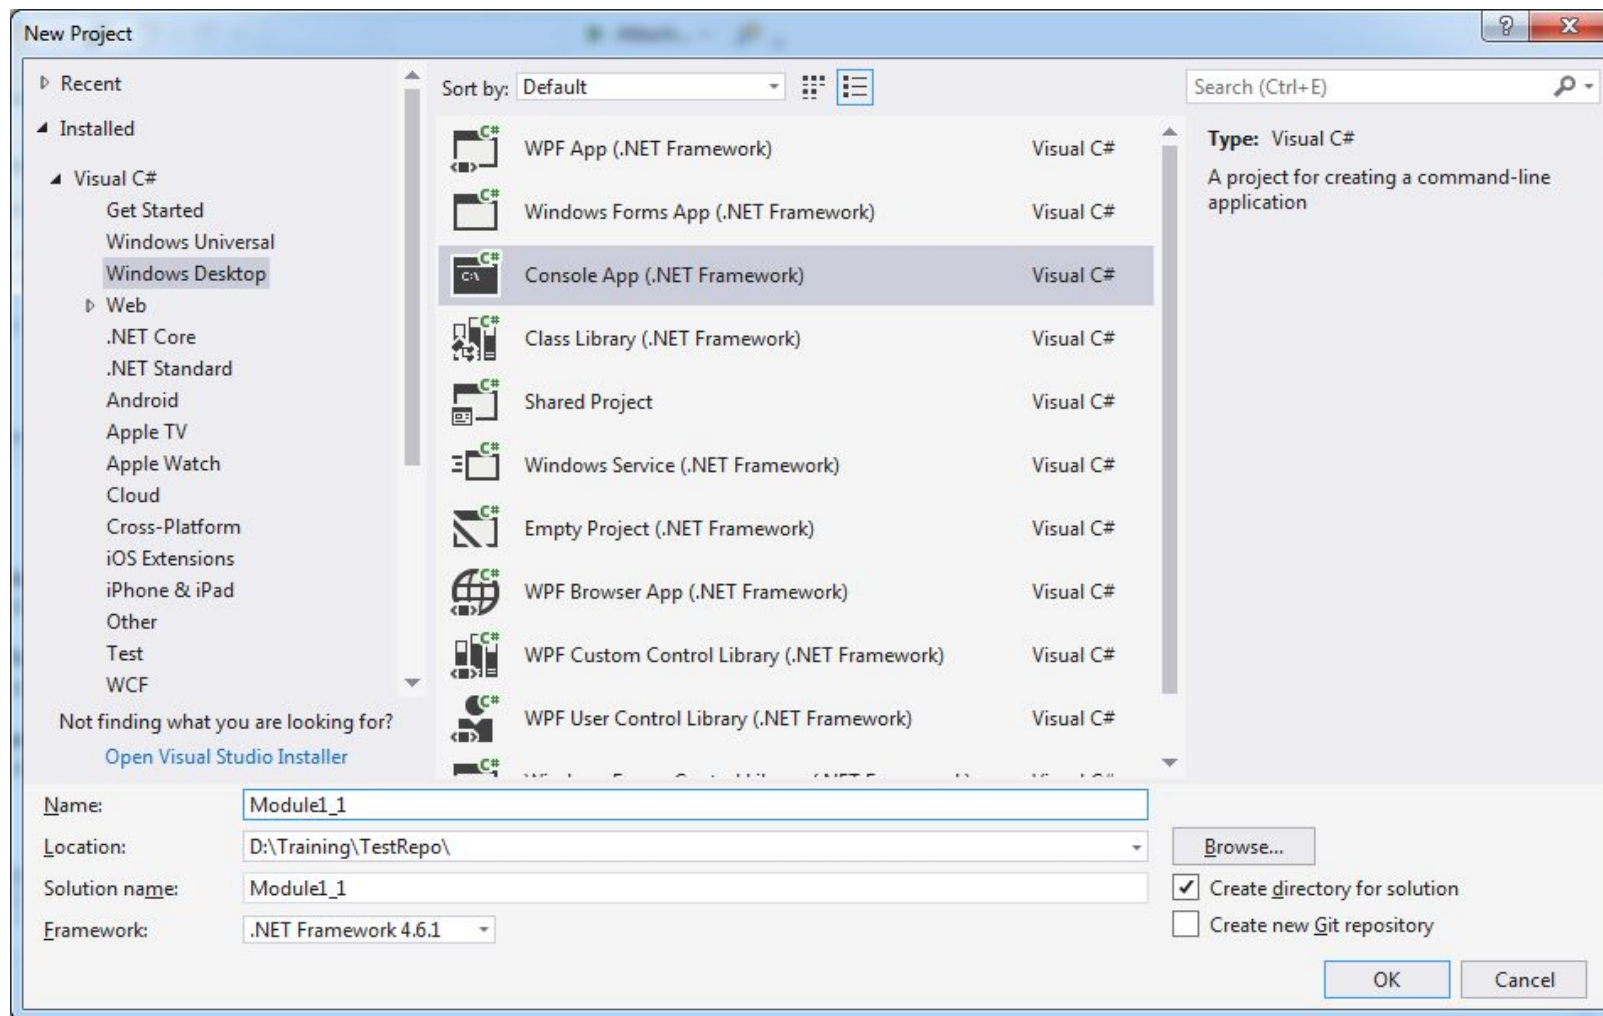 New Project
Recent
Installed
Visual C#
Get Started
Windows Universal
Windows Desktop
Web
.NET Core
.NET Standard
Android
Apple TV
Apple Watch
Cloud
Cross-Platform
iOS Extensions
iPhone & iPad
Other
Test
WCF
Not finding what you are looking for?
Open Visual Studio Installer
Sort by: Default
WPF App (.NET Framework) Visual C#
Windows Forms App (.NET Framework) Visual C#
Console App (.NET Framework) Visual C#
Class Library (.NET Framework) Visual C#
Shared Project Visual C#
Windows Service (.NET Framework) Visual C#
Empty Project (.NET Framework) Visual C#
WPF Browser App (.NET Framework) Visual C#
WPF Custom Control Library (.NET Framework) Visual C#
WPF User Control Library (.NET Framework) Visual C#
Search (Ctrl+E)
Type: Visual C#
A project for creating a command-line
application
Name: Module1_1
Location: D:\Training\TestRepo\
Browse...
Solution name: Module1_1
Create directory for solution
Framework: .NET Framework 4.6.1
Create new Git repository
OK Cancel